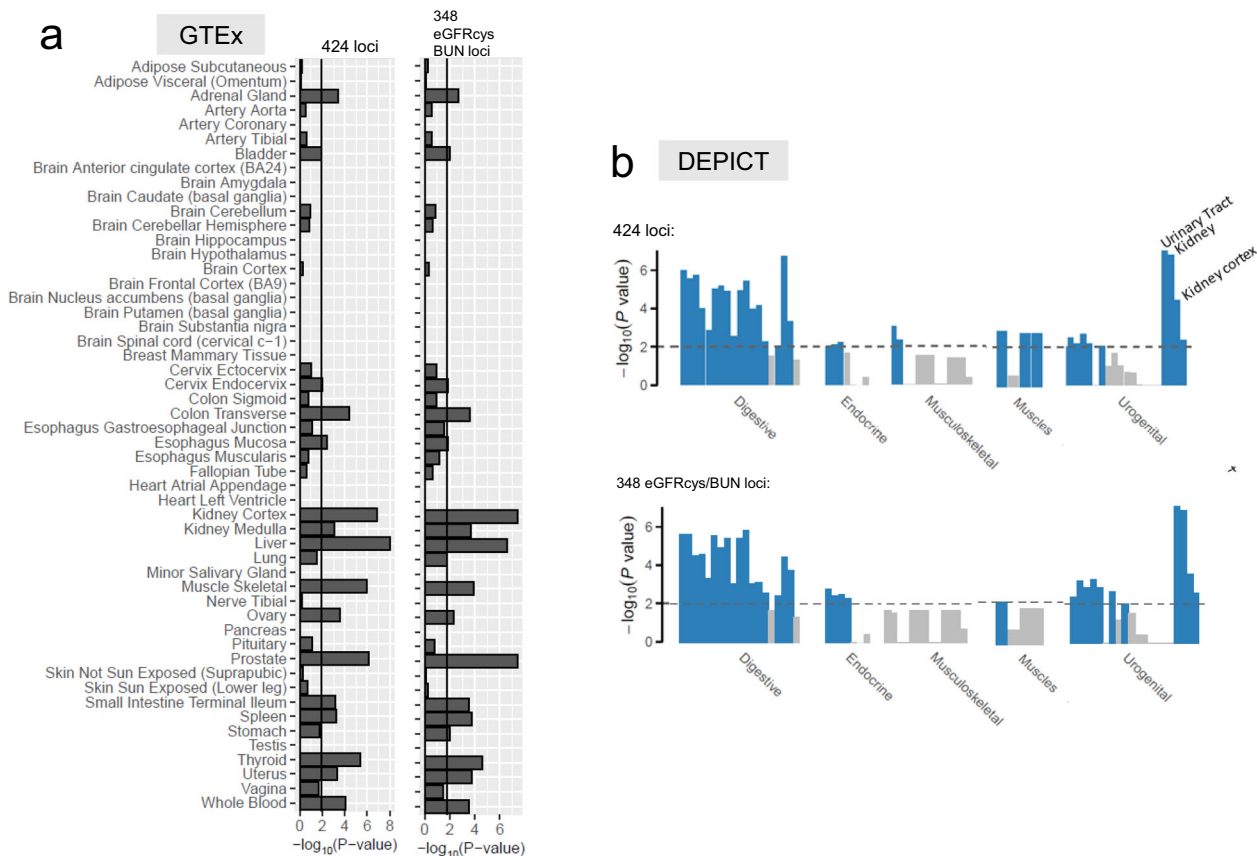 a
GTEx
424 loci
348
eGFRcys
BUN loci
Adipose Subcutaneous
Adipose Visceral (Omentum)
Adrenal Gland
Artery Aorta
Artery Coronary
Artery Tibial
Bladder
Brain Anterior cingulate cortex (BA24)
Brain Amygdala
Brain Caudate (basal ganglia)
Brain Cerebellum
Brain Cerebellar Hemisphere
Brain Hippocampus
Brain Hypothalamus
Brain Cortex
Brain Frontal Cortex (BA9)
Brain Nucleus accumbens (basal ganglia)
Brain Putamen (basal ganglia)
Brain Substantia nigra
Brain Spinal cord (cervical c−1)
Breast Mammary Tissue
Cervix Ectocervix
Cervix Endocervix
Colon Sigmoid
Colon Transverse
Esophagus Gastroesophageal Junction
Esophagus Mucosa
Esophagus Muscularis
Fallopian Tube
Heart Atrial Appendage
Heart Left Ventricle
Kidney Cortex
Kidney Medulla
Liver
Lung
Minor Salivary Gland
Muscle Skeletal
Nerve Tibial
Ovary
Pancreas
Pituitary
Prostate
Skin Not Sun Exposed (Suprapubic)
Skin Sun Exposed (Lower leg)
Small Intestine Terminal Ileum
Spleen
Stomach
Testis
Thyroid
Uterus
Vagina
Whole Blood
0 2 4 6 8
−log10(P−value)
0 2 4 6
−log10(P−value)
b
DEPICT
424 loci:
Urinary Tract
Kidney
Kidney cortex
− log10(P value)
6
4
2
0
Digestive
Endocrine
Musculoskeletal
Muscles
Urogenital
348 eGFRcys/BUN loci:
− log10(P value)
6
4
2
0
Digestive
Endocrine
Musculoskeletal
Muscles
Urogenital